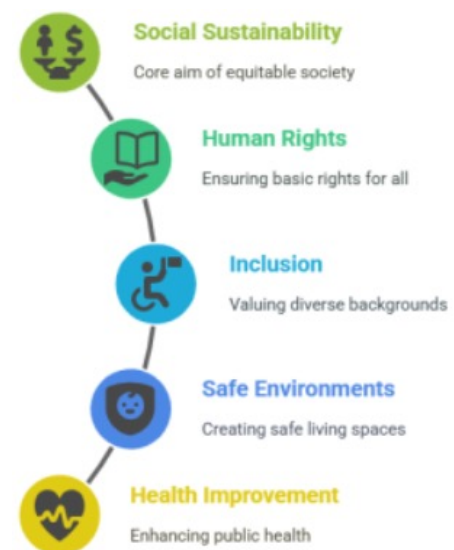 Social Sustainability
Core aim of equitable society
Human Rights
Ensuring basic rights for all
Inclusion
Valuing diverse backgrounds
Safe Environments
Creating safe living spaces
Health Improvement
Enhancing public health